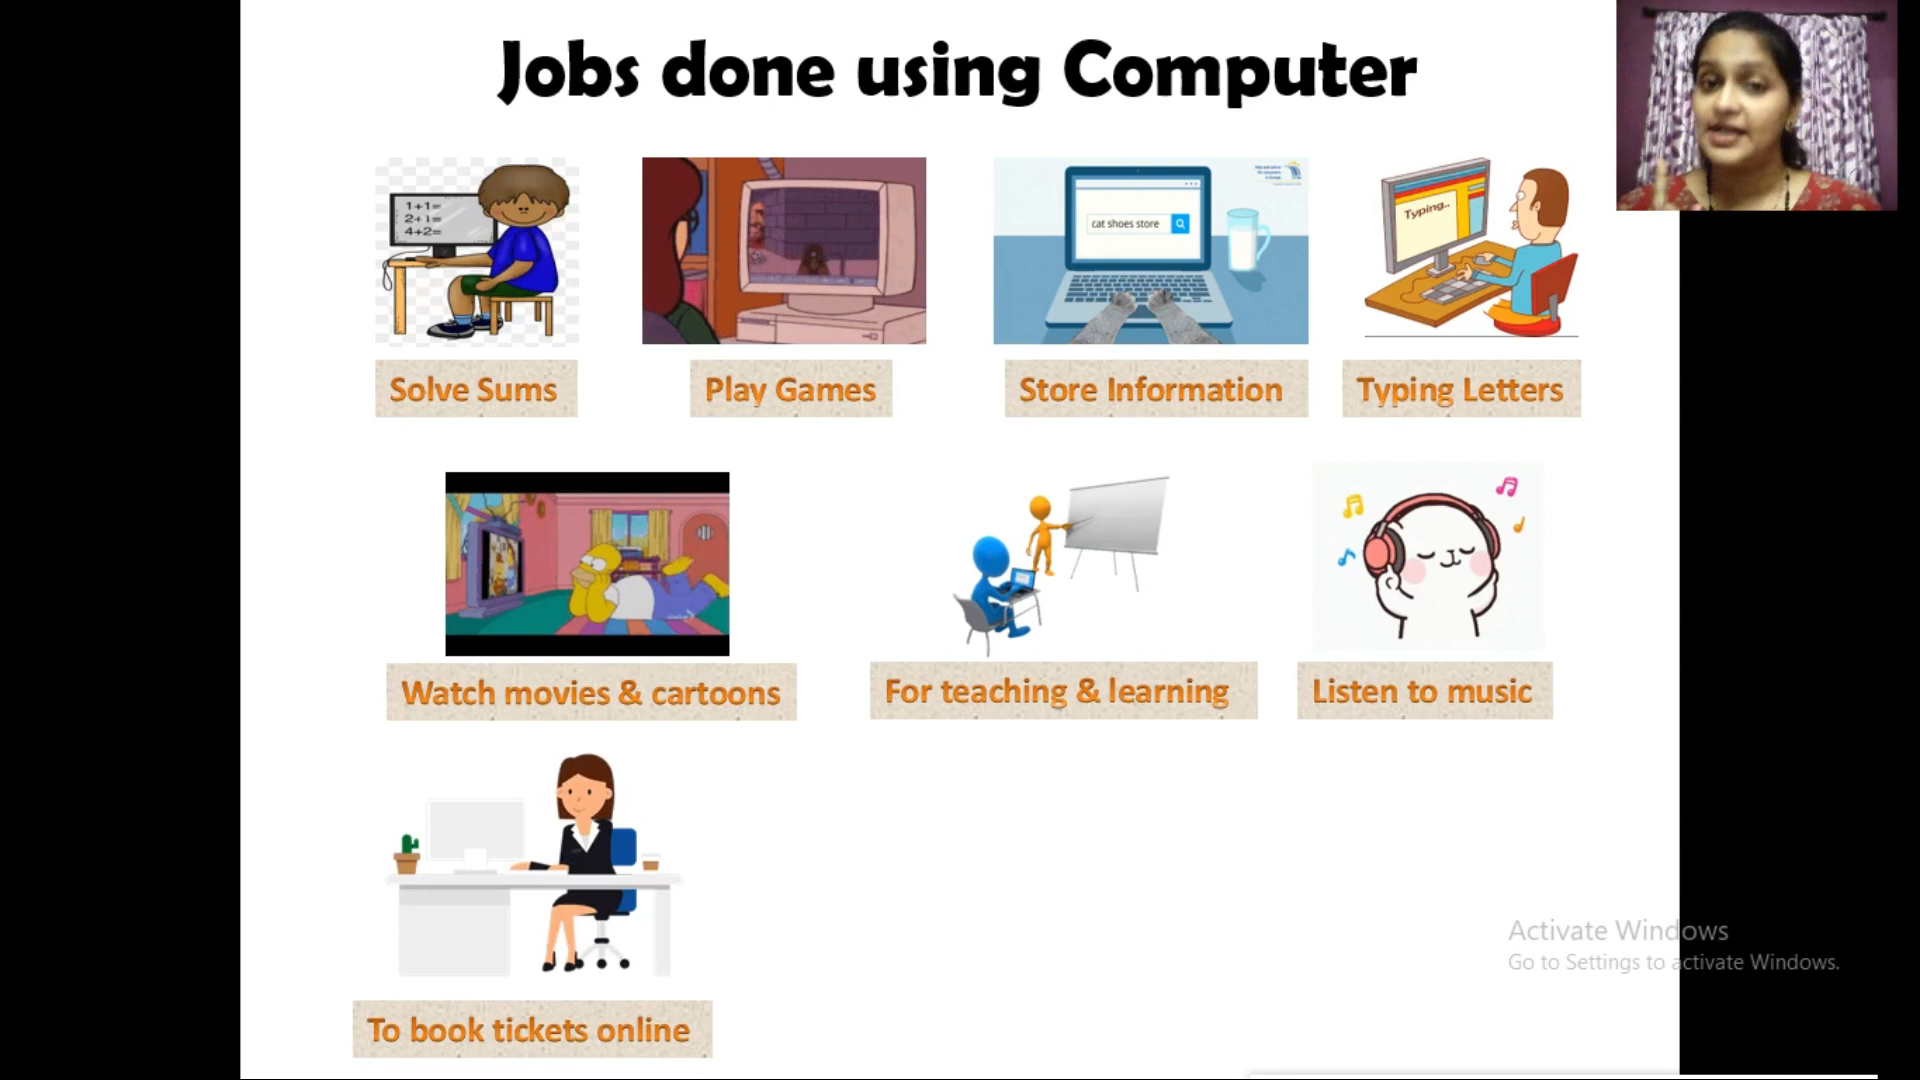 Jobs done using Computer
1+1=
2+1=
4+2=
cat shoes store
Typing..
Solve Sums
Play Games
Store Information
Typing Letters
Watch movies & cartoons
For teaching & learning
Listen to music
To book tickets online
Activate Windows
Go to Settings to activate Windows.